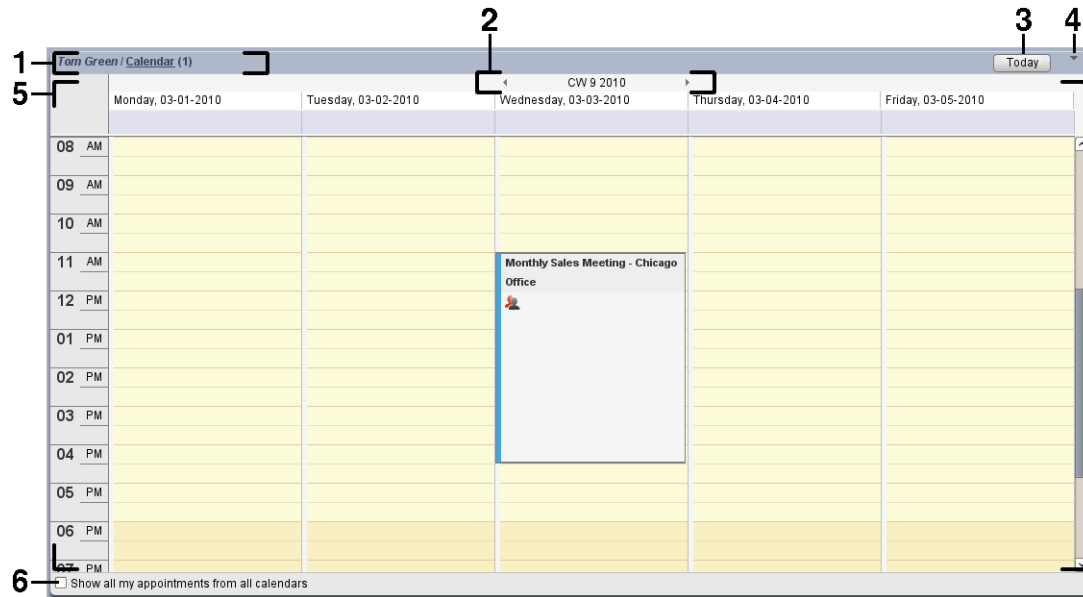 2 3 4
1 Tom Green / Calendar (1) Today
5 CW 9 2010
Monday, 03-01-2010 Tuesday, 03-02-2010 Wednesday, 03-03-2010 Thursday, 03-04-2010 Friday, 03-05-2010
08 AM
09 AM
10 AM
11 AM
Monthly Sales Meeting - Chicago
Office
12 PM
01 PM
02 PM
03 PM
04 PM
05 PM
06 PM
07 PM
6 Show all my appointments from all calendars